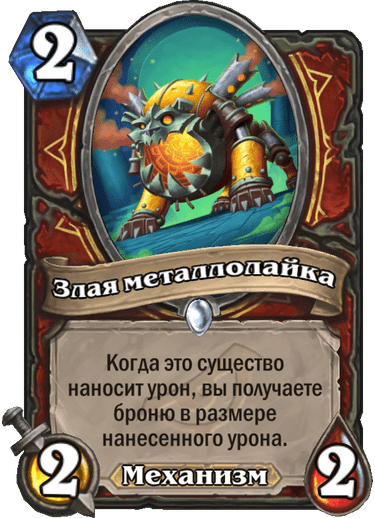 2
Злая металлолайка
Когда это существо
наносит урон, вы получаете
броню в размере
нанесенного урона.
2
Механизм
2